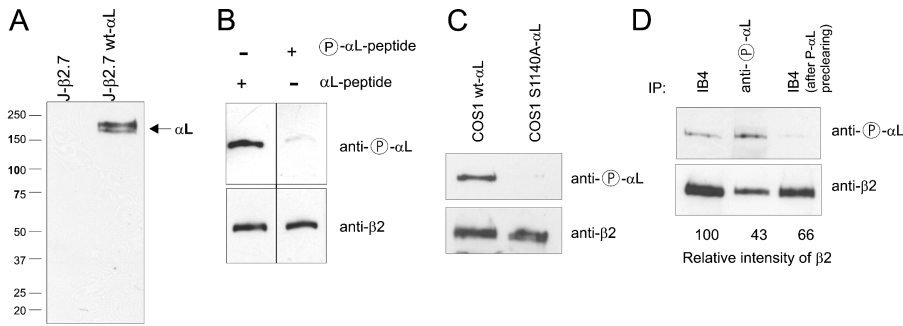 A
J-β2.7
J-β2.7 wt-αL
250
150
100
75
50
37
25
20
αL
B
- + Ⓟ-αL-peptide
+ - αL-peptide
anti-Ⓟ-αL
anti-β2
C
COS1 wt-αL
COS1 S1140A-αL
anti-Ⓟ-αL
anti-β2
D
IP:
IB4
anti-Ⓟ-αL
IB4
(after P-αL
preclearing)
anti-Ⓟ-αL
anti-β2
100 43 66
Relative intensity of β2